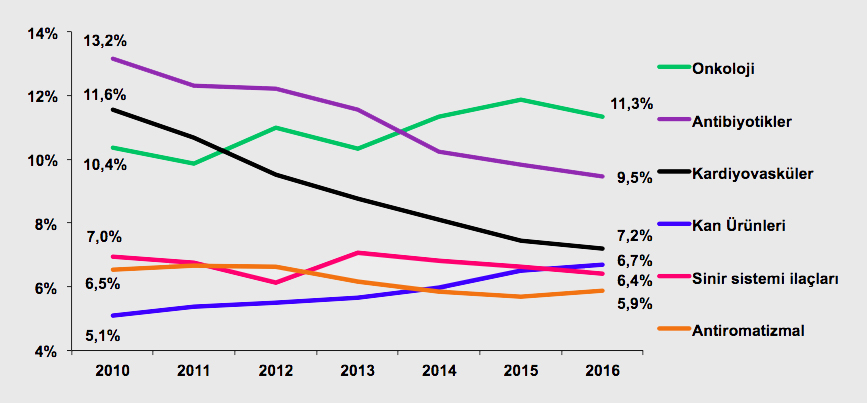 14%
12%
10%
8%
6%
4%
13,2%
11,6%
10,4%
7,0%
6,5%
5,1%
11,3%
9,5%
7,2%
6,7%
6,4%
5,9%
2010 2011 2012 2013 2014 2015 2016
Onkoloji
Antibiyotikler
Kardiyovasküler
Kan Ürünleri
Sinir sistemi ilaçları
Antiromatizmal